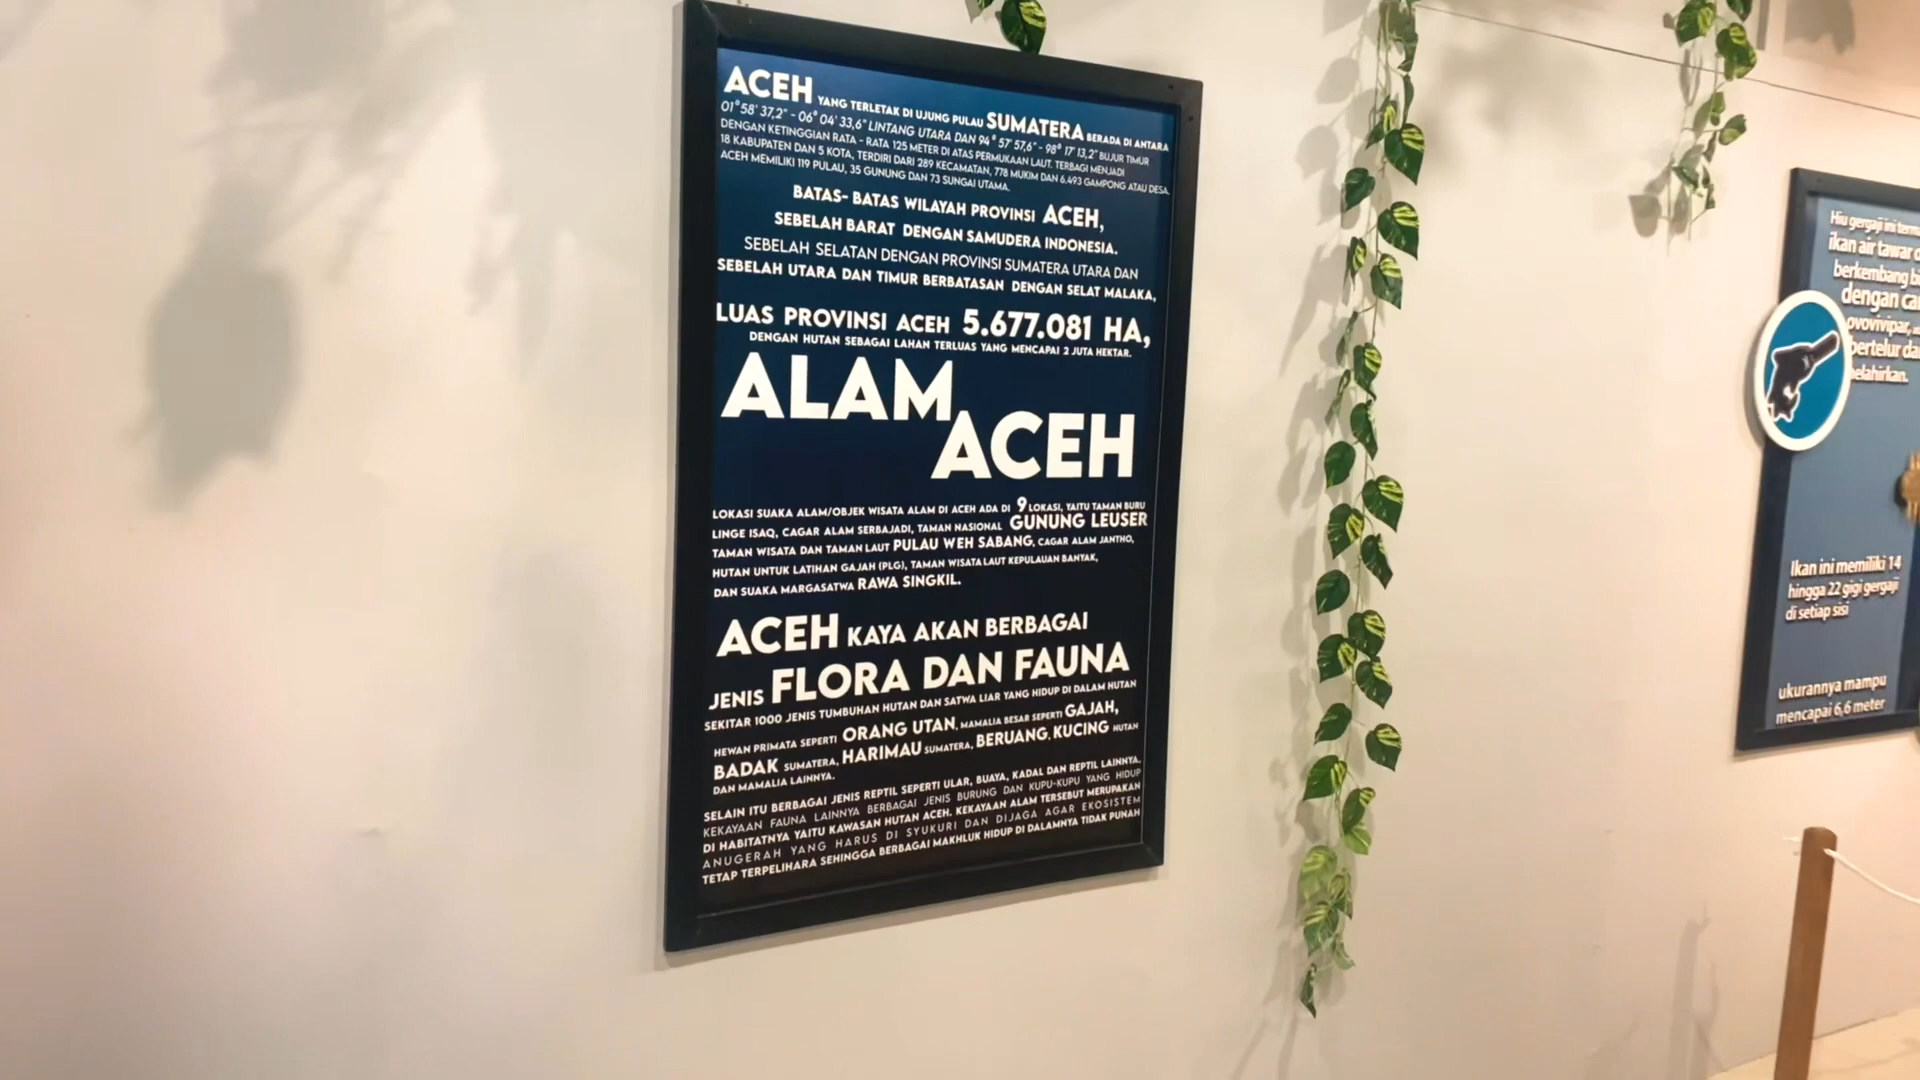 ACEH YANG TERLETAK DI UJUNG PULAU SUMATERA BERADA DI ANTARA
01° 58' 37,2" - 06° 04' 33,6" LINTANG UTARA DAN 94° 57' 57,6" - 98° 17' 13,2" BUJUR TIMUR
DENGAN KETINGGIAN RATA - RATA 125 METER DI ATAS PERMUKAAN LAUT. TERBAGI MENJADI
18 KABUPATEN DAN 5 KOTA, TERDIRI DARI 289 KECAMATAN, 778 MUKIM DAN 6.493 GAMPONG ATAU DESA.
ACEH MEMILIKI 119 PULAU, 35 GUNUNG DAN 73 SUNGAI UTAMA.
BATAS- BATAS WILAYAH PROVINSI ACEH,
SEBELAH BARAT DENGAN SAMUDERA INDONESIA.
SEBELAH SELATAN DENGAN PROVINSI SUMATERA UTARA DAN
SEBELAH UTARA DAN TIMUR BERBATASAN DENGAN SELAT MALAKA,
LUAS PROVINSI ACEH 5.677.081 HA,
DENGAN HUTAN SEBAGAI LAHAN TERLUAS YANG MENCAPAI 2 JUTA HEKTAR.
ALAM
ACEH
LOKASI SUAKA ALAM/OBJEK WISATA ALAM DI ACEH ADA DI 9 LOKASI, YAITU TAMAN BURU
LINGE ISAQ, CAGAR ALAM SERBAJADI, TAMAN NASIONAL GUNUNG LEUSER
TAMAN WISATA DAN TAMAN LAUT PULAU WEH SABANG, CAGAR ALAM JANTHO,
HUTAN UNTUK LATIHAN GAJAH (PLG), TAMAN WISATA LAUT KEPULAUAN BANYAK,
DAN SUAKA MARGASATWA RAWA SINGKIL.
ACEH KAYA AKAN BERBAGAI
JENIS FLORA DAN FAUNA
SEKITAR 1000 JENIS TUMBUHAN HUTAN DAN SATWA LIAR YANG HIDUP DI DALAM HUTAN
HEWAN PRIMATA SEPERTI ORANG UTAN, MAMALIA BESAR SEPERTI GAJAH,
BADAK SUMATERA, HARIMAU SUMATERA, BERUANG, KUCING HUTAN
DAN MAMALIA LAINNYA.
SELAIN ITU BERBAGAI JENIS REPTIL SEPERTI ULAR, BUAYA, KADAL DAN REPTIL LAINNYA.
KEKAYAAN FAUNA LAINNYA BERBAGAI JENIS BURUNG DAN KUPU-KUPU YANG HIDUP
DI HABITATNYA YAITU KAWASAN HUTAN ACEH. KEKAYAAN ALAM TERSEBUT MERUPAKAN
ANUGERAH YANG HARUS DI SYUKURI DAN DIJAGA AGAR EKOSISTEM
TETAP TERPELIHARA SEHINGGA BERBAGAI MAKHLUK HIDUP DI DALAMNYA TIDAK PUNAH
Hiu gergaji ini
ikan air tawar
berkembang
dengan
ovovivipar,
bertelur
melahirkan.
Ikan ini memiliki 14
hingga 22 gigi gergaji
di setiap sisi
ukurannya mampu
mencapai 6,6 meter